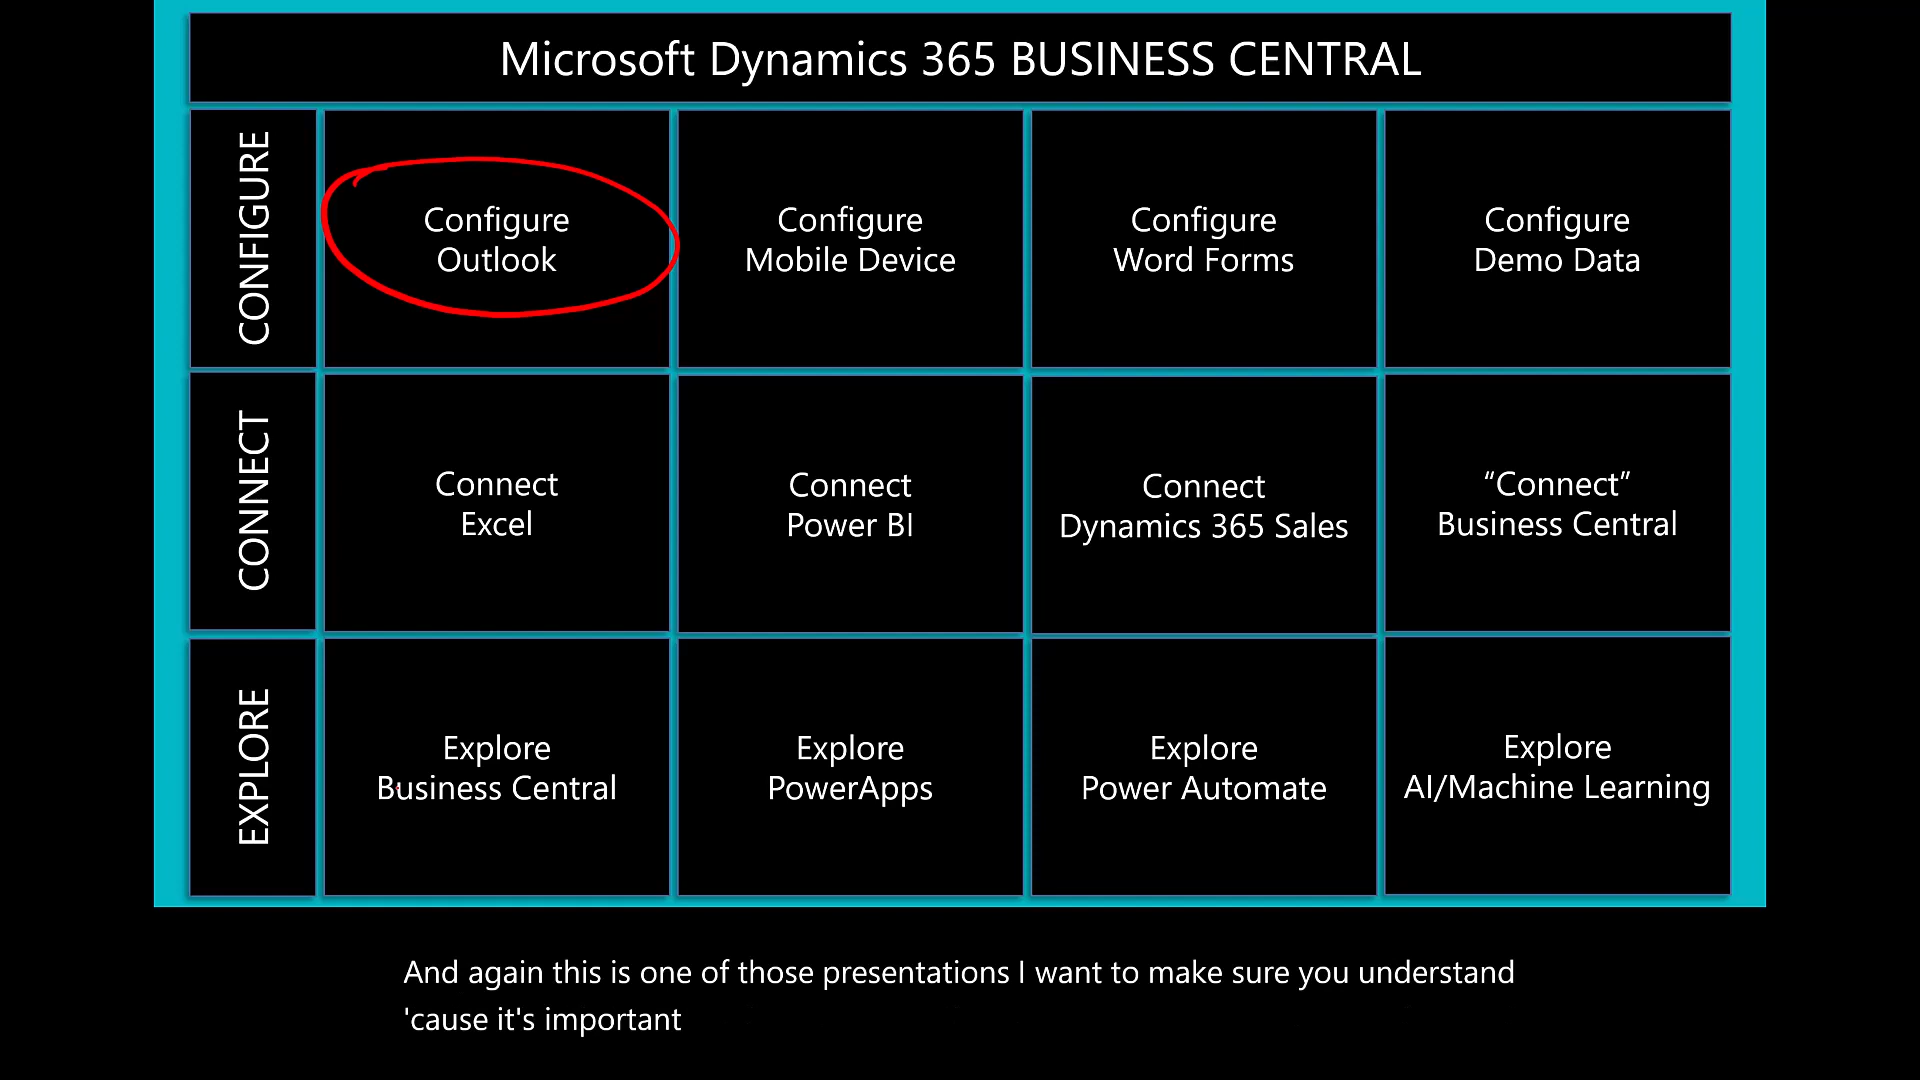 Microsoft Dynamics 365 BUSINESS CENTRAL
CONFIGURE
Configure
Outlook
Configure
Mobile Device
Configure
Word Forms
Configure
Demo Data
CONNECT
Connect
Excel
Connect
Power BI
Connect
Dynamics 365 Sales
“Connect”
Business Central
EXPLORE
Explore
Business Central
Explore
PowerApps
Explore
Power Automate
Explore
AI/Machine Learning
And again this is one of those presentations I want to make sure you understand
'cause it's important